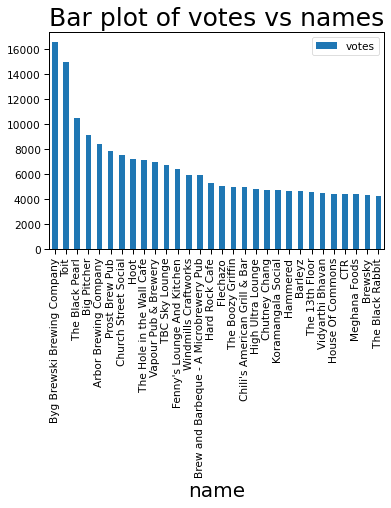 Bar plot of votes vs names
votes
16000
14000
12000
10000
8000
6000
4000
2000
0
Byg Brewski Brewing Company
Toit
The Black Pearl
Big Pitcher
Arbor Brewing Company
Prost Brew Pub
Church Street Social
Hoot
The Hole in the Wall Cafe
Vapour Pub & Brewery
TBC Sky Lounge
Fenny's Lounge And Kitchen
Windmills Craftworks
Brew and Barbeque - A Microbrewery Pub
Hard Rock Cafe
Flechazo
The Boozy Griffin
Chili's American Grill & Bar
High Ultra Lounge
Chutney Chang
Koramangala Social
Hammered
Barleyz
The 13th Floor
Vidyarthi Bhavan
House Of Commons
CTR
Meghana Foods
Brewsky
The Black Rabbit
name